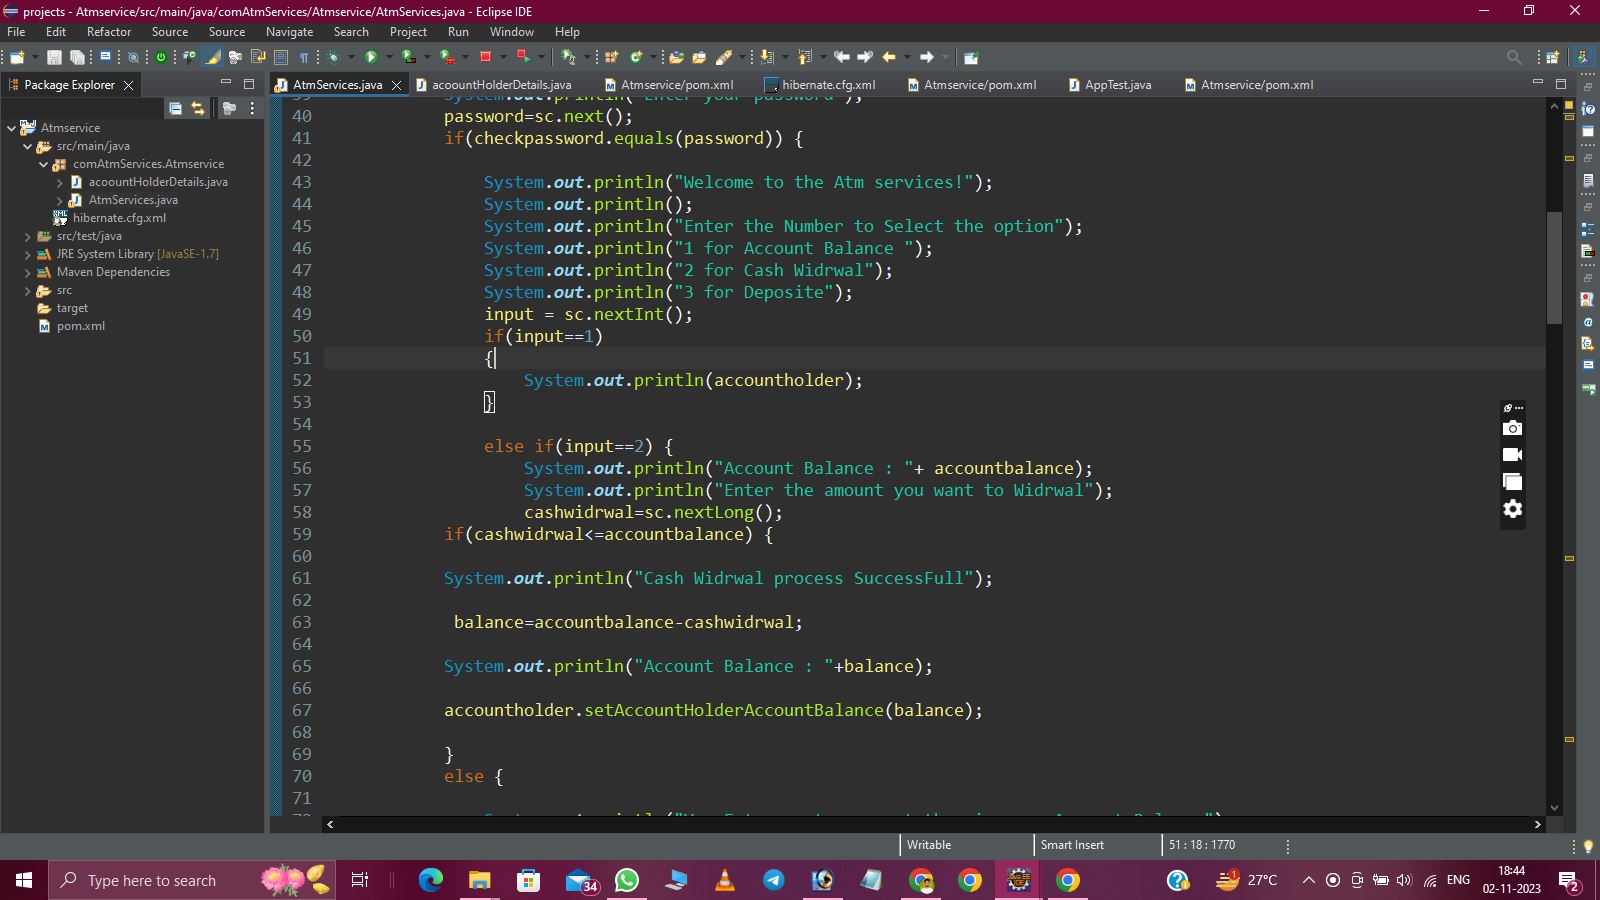 projects - Atmservice/src/main/java/comAtmServices/Atmservice/AtmServices.java - Eclipse IDE
File Edit Refactor Source Source Navigate Search Project Run Window Help
Package Explorer
AtmServices.java acoountHolderDetails.java Atmservice/pom.xml hibernate.cfg.xml Atmservice/pom.xml AppTest.java Atmservice/pom.xml
Atmservice
src/main/java
comAtmServices.Atmservice
acoountHolderDetails.java
AtmServices.java
hibernate.cfg.xml
src/test/java
JRE System Library [JavaSE-1.7]
Maven Dependencies
src
target
pom.xml
39 System.out.println("Enter your password");
40 password=sc.next();
41 if(checkpassword.equals(password)) {
42
43 System.out.println("Welcome to the Atm services!");
44 System.out.println();
45 System.out.println("Enter the Number to Select the option");
46 System.out.println("1 for Account Balance ");
47 System.out.println("2 for Cash Widrwal");
48 System.out.println("3 for Deposite");
49 input = sc.nextInt();
50 if(input==1)
51 {
52 System.out.println(accountholder);
53 }
54
55 else if(input==2) {
56 System.out.println("Account Balance : "+ accountbalance);
57 System.out.println("Enter the amount you want to Widrwal");
58 cashwidrwal=sc.nextLong();
59 if(cashwidrwal<=accountbalance) {
60
61 System.out.println("Cash Widrwal process SuccessFull");
62
63 balance=accountbalance-cashwidrwal;
64
65 System.out.println("Account Balance : "+balance);
66
67 accountholder.setAccountHolderAccountBalance(balance);
68
69 }
70 else {
71
Writable Smart Insert 51 : 18 : 1770
Type here to search
34
1
27°C
ENG
18:44
02-11-2023
2